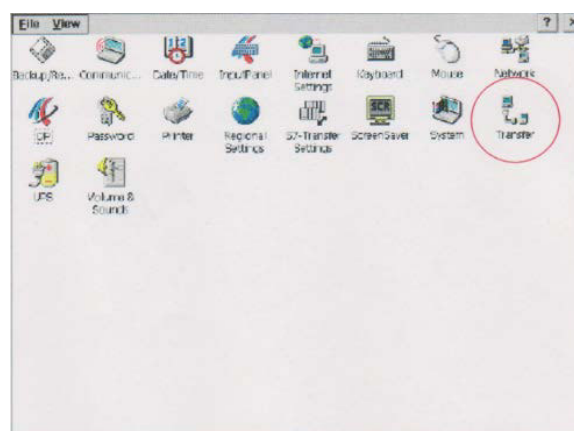 File View ? ×
Backup/Re... Communic... Date/Time InputPanel Internet Settings Keyboard Mouse Network
OP Password Printer Regional Settings S7-Transfer Settings ScreenSaver System Transfer
UPS Volume & Sounds